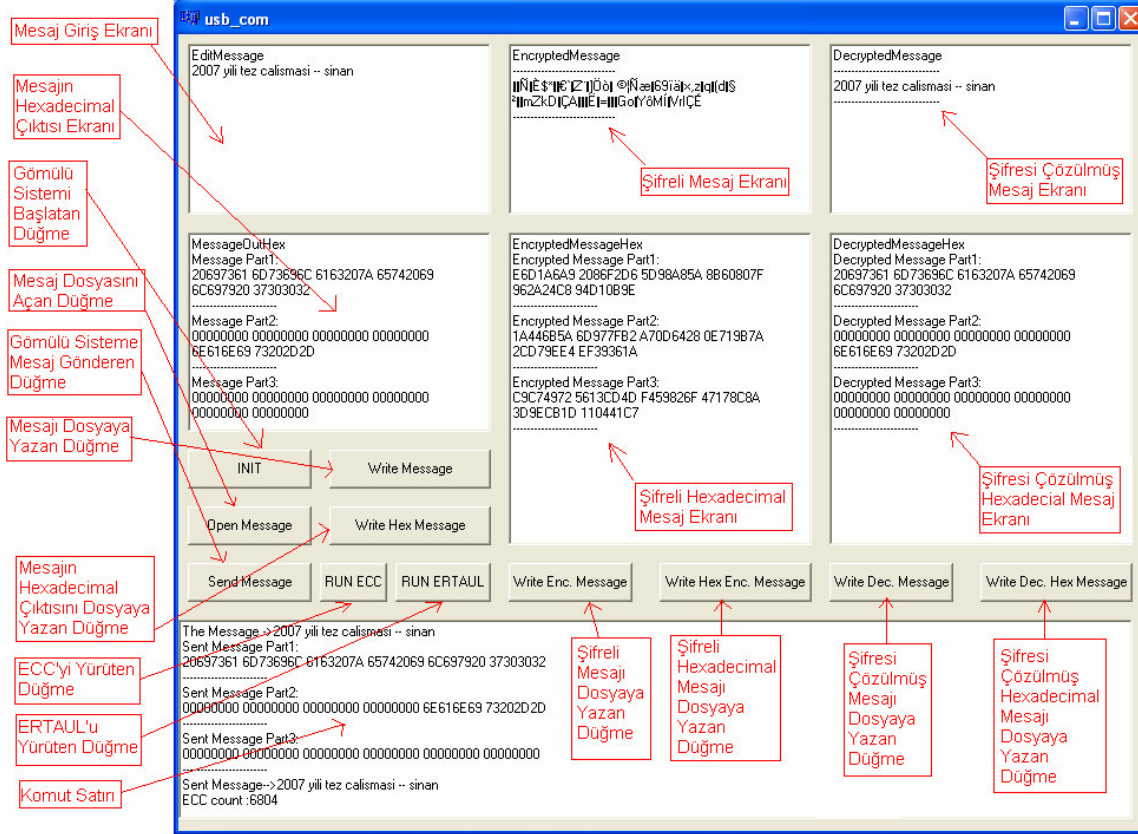 usb_com
Mesaj Giriş Ekranı
Mesajın
Hexadecimal
Çıktısı Ekranı
Gömülü
Sistemi
Başlatan
Düğme
Mesaj Dosyasını
Açan Düğme
Gömülü Sisteme
Mesaj Gönderen
Düğme
Mesajı Dosyaya
Yazan Düğme
Mesajın
Hexadecimal
Çıktısını Dosyaya
Yazan Düğme
ECC'yi Yürüten
Düğme
ERTAUL'u
Yürüten Düğme
Komut Satırı
EditMessage
2007 yili tez calismasi -- sinan
EncryptedMessage
------------------------------
------------------------------
Şifreli Mesaj Ekranı
DecryptedMessage
------------------------------
2007 yili tez calismasi -- sinan
------------------------------
Şifresi Çözülmüş
Mesaj Ekranı
MessageOutHex
Message Part1:
20697361 6D73696C 6163207A 65742069
6C697920 37303032
------------------------
Message Part2:
00000000 00000000 00000000 00000000
6E616E69 73202D2D
------------------------
Message Part3:
00000000 00000000 00000000 00000000
00000000 00000000
EncryptedMessageHex
Encrypted Message Part1:
E6D1A6A9 2086F2D6 5D98A85A 8B60807F
962A24C8 94D10B9E
------------------------
Encrypted Message Part2:
1A446B5A 6D977FB2 A70D6428 0E719B7A
2CD79EE4 EF39361A
------------------------
Encrypted Message Part3:
C9C74972 5613CD4D F459826F 47178C8A
3D9ECB1D 110441C7
------------------------
Şifreli Hexadecimal
Mesaj Ekranı
DecryptedMessageHex
Decrypted Message Part1:
20697361 6D73696C 6163207A 65742069
6C697920 37303032
------------------------
Decrypted Message Part2:
00000000 00000000 00000000 00000000
6E616E69 73202D2D
------------------------
Decrypted Message Part3:
00000000 00000000 00000000 00000000
00000000 00000000
------------------------
Şifresi Çözülmüş
Hexadecial Mesaj
Ekranı
INIT
Write Message
Open Message
Write Hex Message
Send Message
RUN ECC
RUN ERTAUL
Write Enc. Message
Write Hex Enc. Message
Write Dec. Message
Write Dec. Hex Message
The Message ->2007 yili tez calismasi -- sinan
Sent Message Part1:
20697361 6D73696C 6163207A 65742069 6C697920 37303032
------------------------
Sent Message Part2:
00000000 00000000 00000000 00000000 6E616E69 73202D2D
------------------------
Sent Message Part3:
00000000 00000000 00000000 00000000 00000000 00000000
------------------------
Sent Message-->2007 yili tez calismasi -- sinan
ECC count :6804
Şifreli
Mesajı
Dosyaya
Yazan
Düğme
Şifreli
Hexadecimal
Mesajı
Dosyaya
Yazan
Düğme
Şifresi
Çözülmüş
Mesajı
Dosyaya
Yazan
Düğme
Şifresi
Çözülmüş
Hexadecimal
Mesajı
Dosyaya
Yazan
Düğme